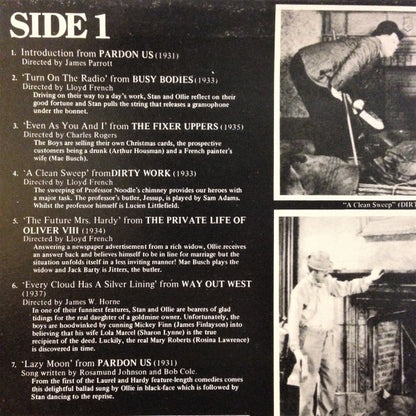 SIDE 1
1. Introduction from PARDON US (1931)
Directed by James Parrott
2. 'Turn On The Radio' from BUSY BODIES (1933)
Directed by Lloyd French
Driving on their way to a day's work, Stan and Ollie reflect on their
good fortune and Stan pulls the string that releases a gramophone
under the bonnet.
3. 'Even As You And I' from THE FIXER UPPERS (1935)
Directed by Charles Rogers
The Boys are selling their own Christmas cards, the prospective
customers being a drunk (Arthur Housman) and a French painter's
wife (Mae Busch).
4. 'A Clean Sweep' from DIRTY WORK (1933)
Directed by Lloyd French
The sweeping of Professor Noodle's chimney provides our heroes with
a major task. The professor's butler, Jessup, is played by Sam Adams.
Whilst the professor himself is Lucien Littlefield.
5. 'The Future Mrs. Hardy' from THE PRIVATE LIFE OF
OLIVER VIII (1934)
Directed by Lloyd French
Answering a newspaper advertisement from a rich widow, Ollie receives
an answer back and believes himself to be in line for marriage but the
situation unfolds itself in a less inviting manner! Mae Busch plays the
widow and Jack Barty is Jitters, the butler.
6. 'Every Cloud Has A Silver Lining' from WAY OUT WEST
(1937)
Directed by James W. Horne
In one of their funniest features, Stan and Ollie are bearers of glad
tidings for the real daughter of a goldmine owner. Unfortunately, the
boys are hoodwinked by cunning Mickey Finn (James Finlayson) into
believing that his wife Lola Marcel (Sharon Lynne) is the true
recipient of the deed. Luckily, the real Mary Roberts (Rosina Lawrence)
is discovered in time.
7. 'Lazy Moon' from PARDON US (1931)
Song written by Rosamund Johnson and Bob Cole.
From the first of the Laurel and Hardy feature-length comedies comes
this delightful ballad sung by Ollie in black-face which is followed by
Stan dancing to the reprise.
"A Clean Sweep" (DIR